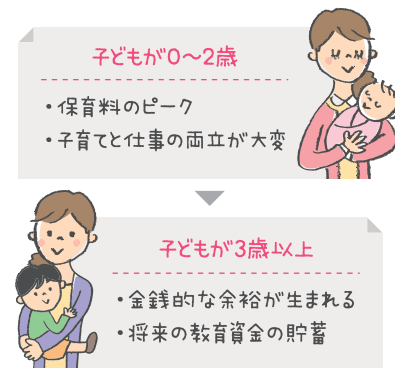 子どもが0〜2歳
・保育料のピーク
・子育てと仕事の両立が大変
子どもが3歳以上
・金銭的な余裕が生まれる
・将来の教育資金の貯蓄